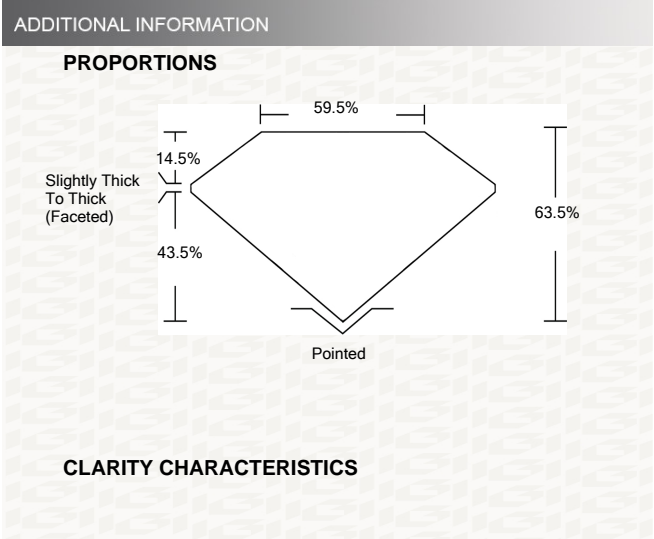 ADDITIONAL INFORMATION
PROPORTIONS
59.5%
14.5%
Slightly Thick
To Thick
(Faceted)
63.5%
43.5%
Pointed
CLARITY CHARACTERISTICS